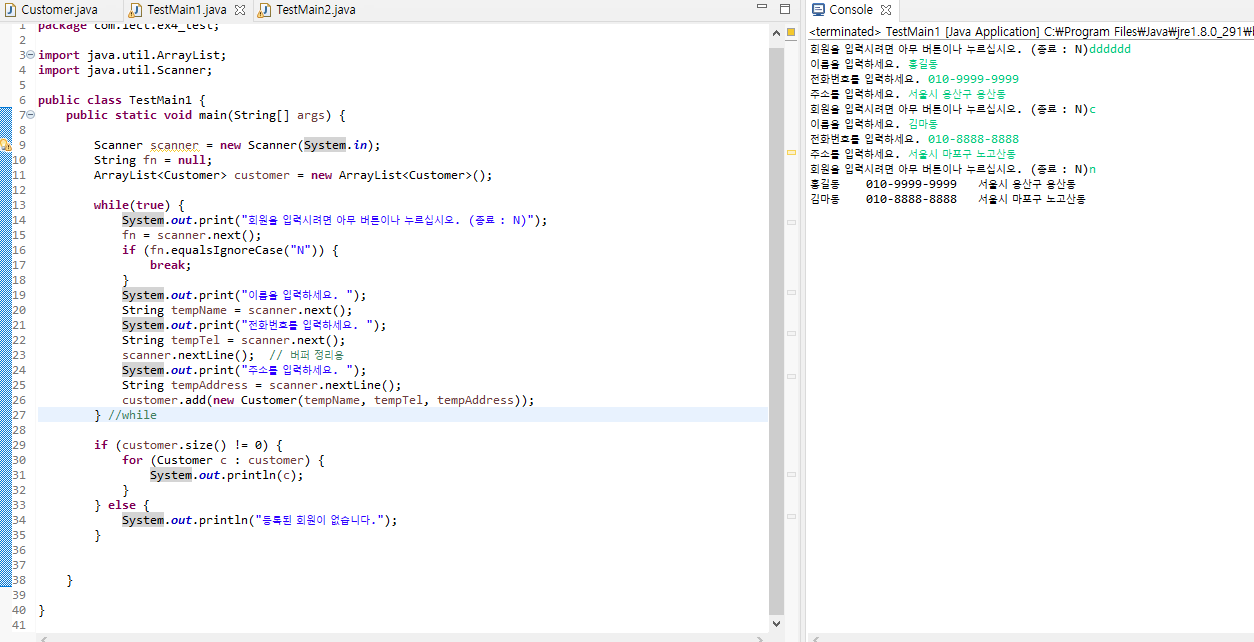 Customer.java TestMain1.java TestMain2.java
1 package com.lect.ex4_test;
2
3 import java.util.ArrayList;
4 import java.util.Scanner;
5
6 public class TestMain1 {
7 public static void main(String[] args) {
8
9 Scanner scanner = new Scanner(System.in);
10 String fn = null;
11 ArrayList<Customer> customer = new ArrayList<Customer>();
12
13 while(true) {
14 System.out.print("회원을 입력시려면 아무 버튼이나 누르십시오. (종료 : N)");
15 fn = scanner.next();
16 if (fn.equalsIgnoreCase("N")) {
17 break;
18 }
19 System.out.print("이름을 입력하세요. ");
20 String tempName = scanner.next();
21 System.out.print("전화번호를 입력하세요. ");
22 String tempTel = scanner.next();
23 scanner.nextLine(); // 버퍼 정리용
24 System.out.print("주소를 입력하세요. ");
25 String tempAddress = scanner.nextLine();
26 customer.add(new Customer(tempName, tempTel, tempAddress));
27 } //while
28
29 if (customer.size() != 0) {
30 for (Customer c : customer) {
31 System.out.println(c);
32 }
33 } else {
34 System.out.println("등록된 회원이 없습니다.");
35 }
36
37
38 }
39
40 }
41
Console
<terminated> TestMain1 [Java Application] C:₩Program Files₩Java₩jre1.8.0_291₩
회원을 입력시려면 아무 버튼이나 누르십시오. (종료 : N)dddddd
이름을 입력하세요. 홍길동
전화번호를 입력하세요. 010-9999-9999
주소를 입력하세요. 서울시 용산구 용산동
회원을 입력시려면 아무 버튼이나 누르십시오. (종료 : N)c
이름을 입력하세요. 김마동
전화번호를 입력하세요. 010-8888-8888
주소를 입력하세요. 서울시 마포구 노고산동
회원을 입력시려면 아무 버튼이나 누르십시오. (종료 : N)n
홍길동 010-9999-9999 서울시 용산구 용산동
김마동 010-8888-8888 서울시 마포구 노고산동